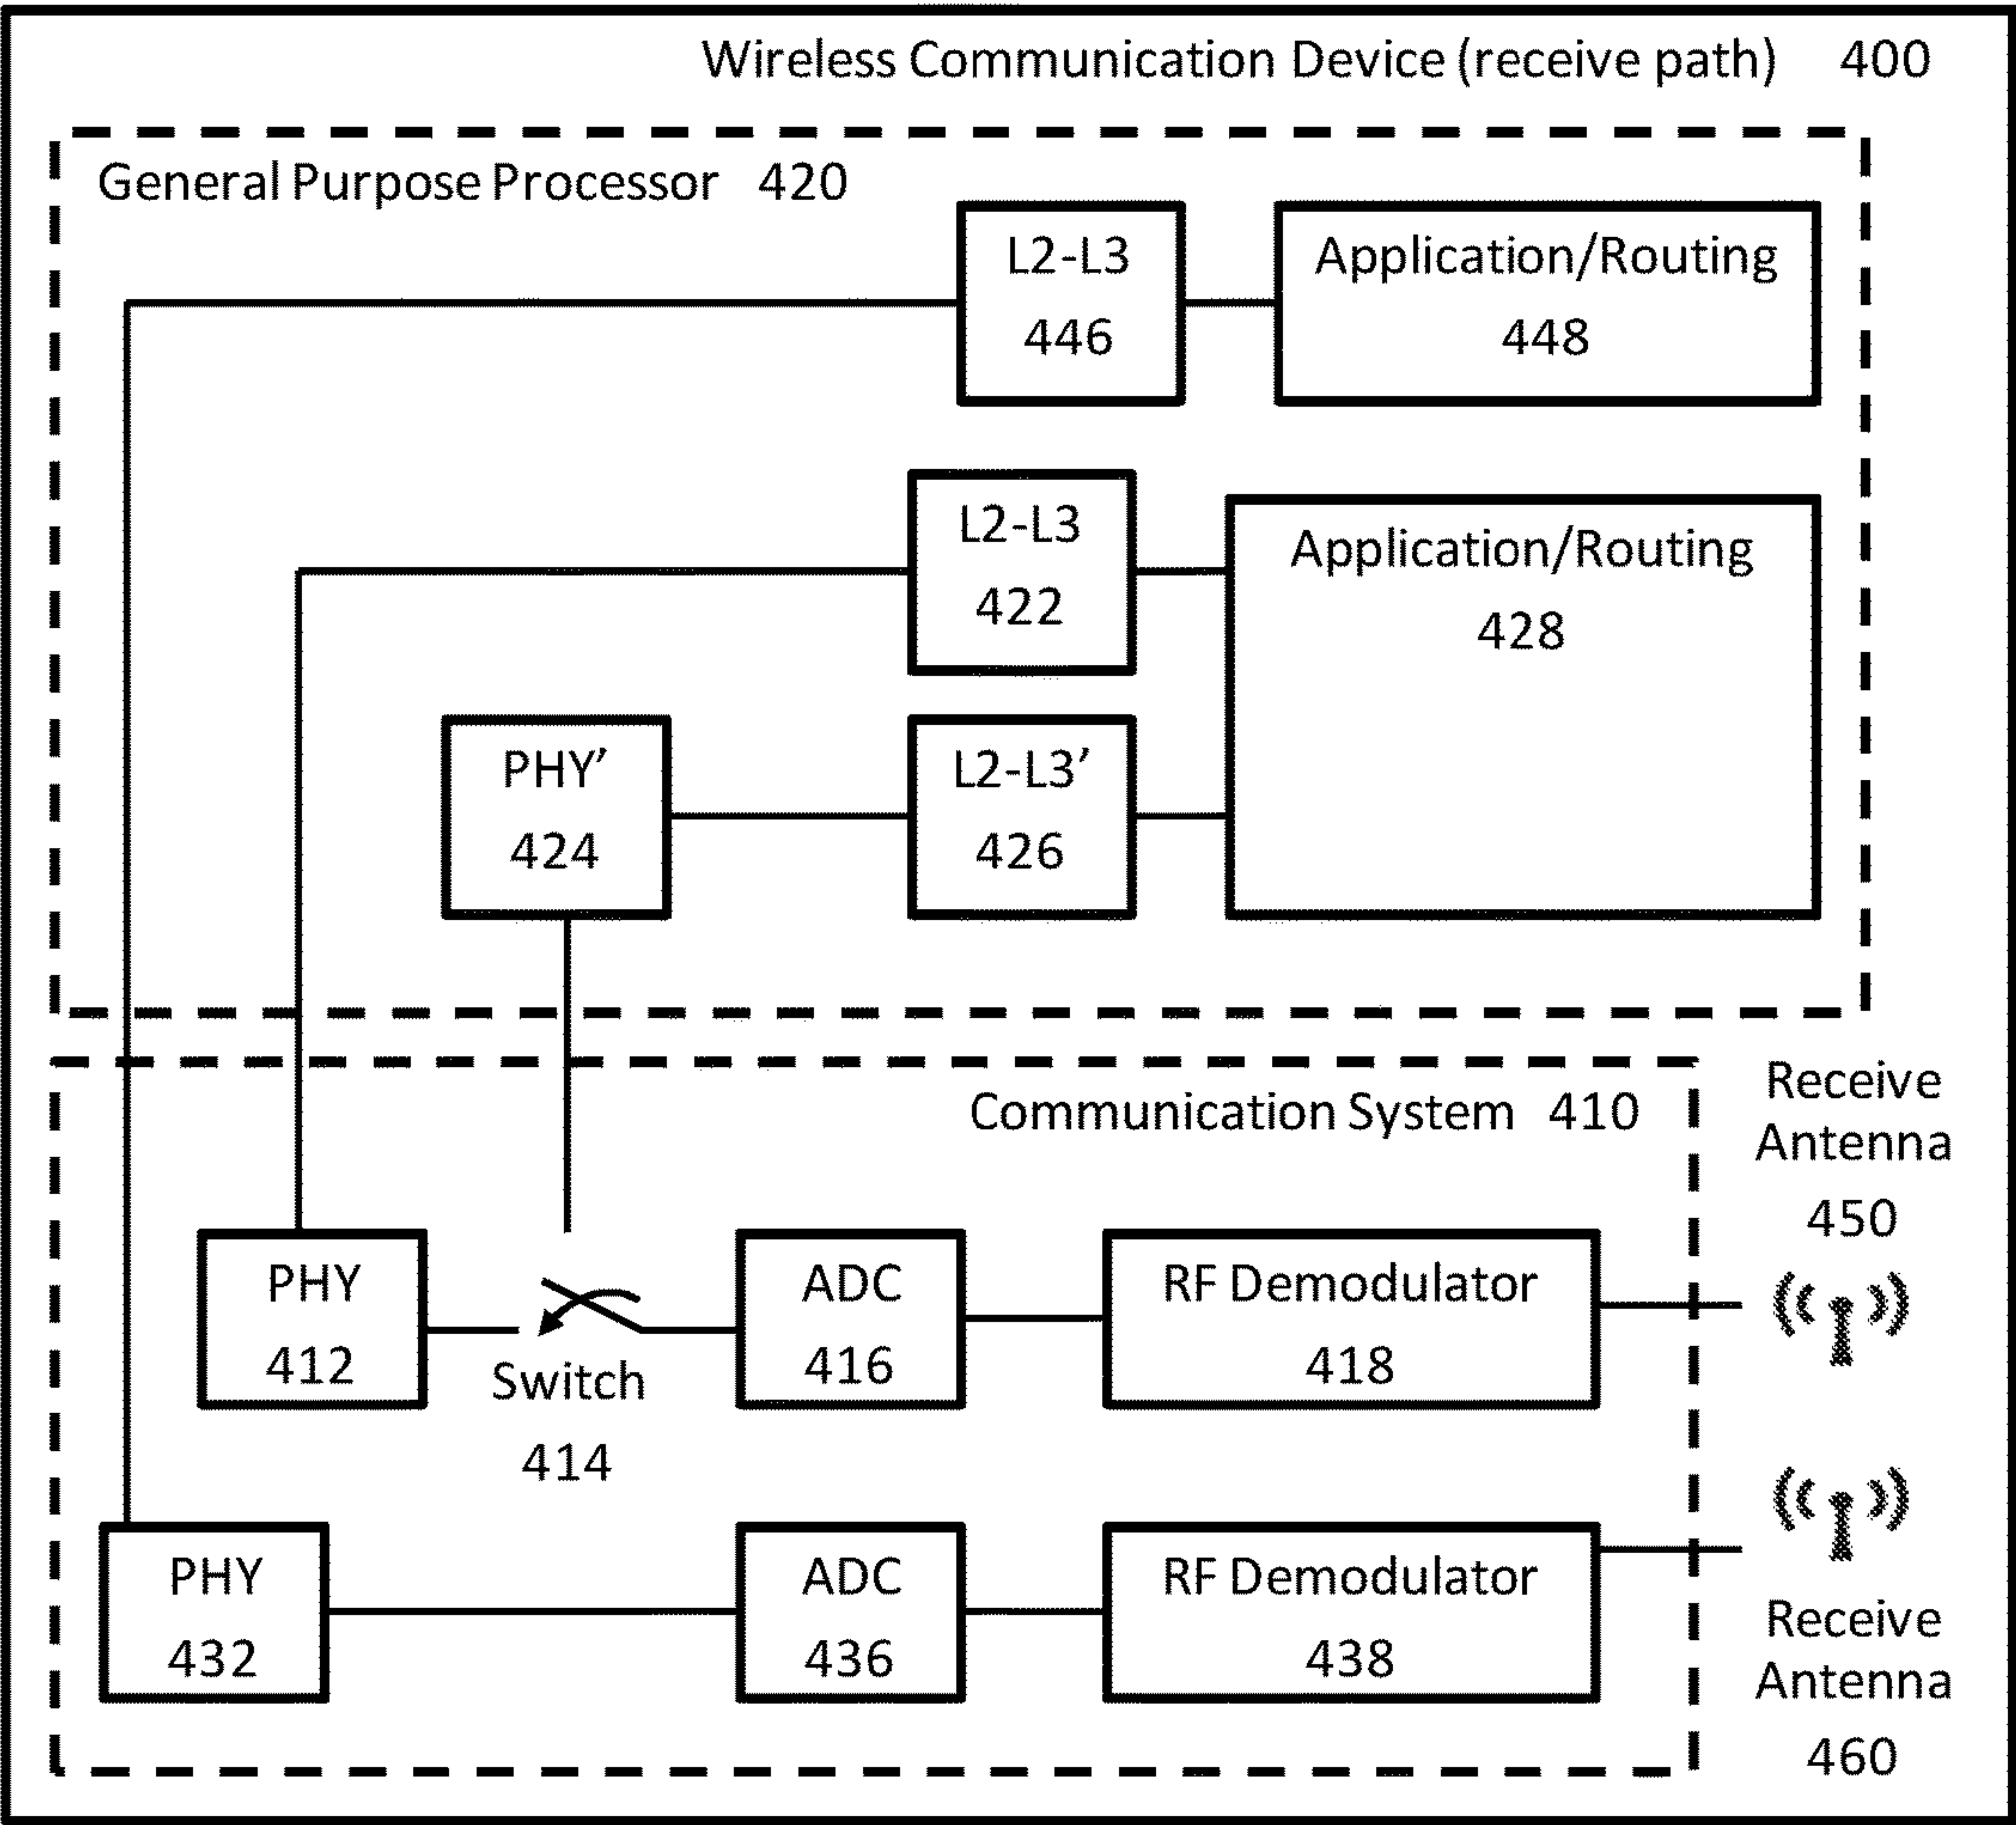 Wireless Communication Device (receive path) 400
General Purpose Processor 420
L2-L3
446
Application/Routing
448
L2-L3
422
Application/Routing
428
PHY’
424
L2-L3’
426
Communication System 410
Receive
Antenna
450
PHY
412
Switch
414
ADC
416
RF Demodulator
418
PHY
432
ADC
436
RF Demodulator
438
Receive
Antenna
460